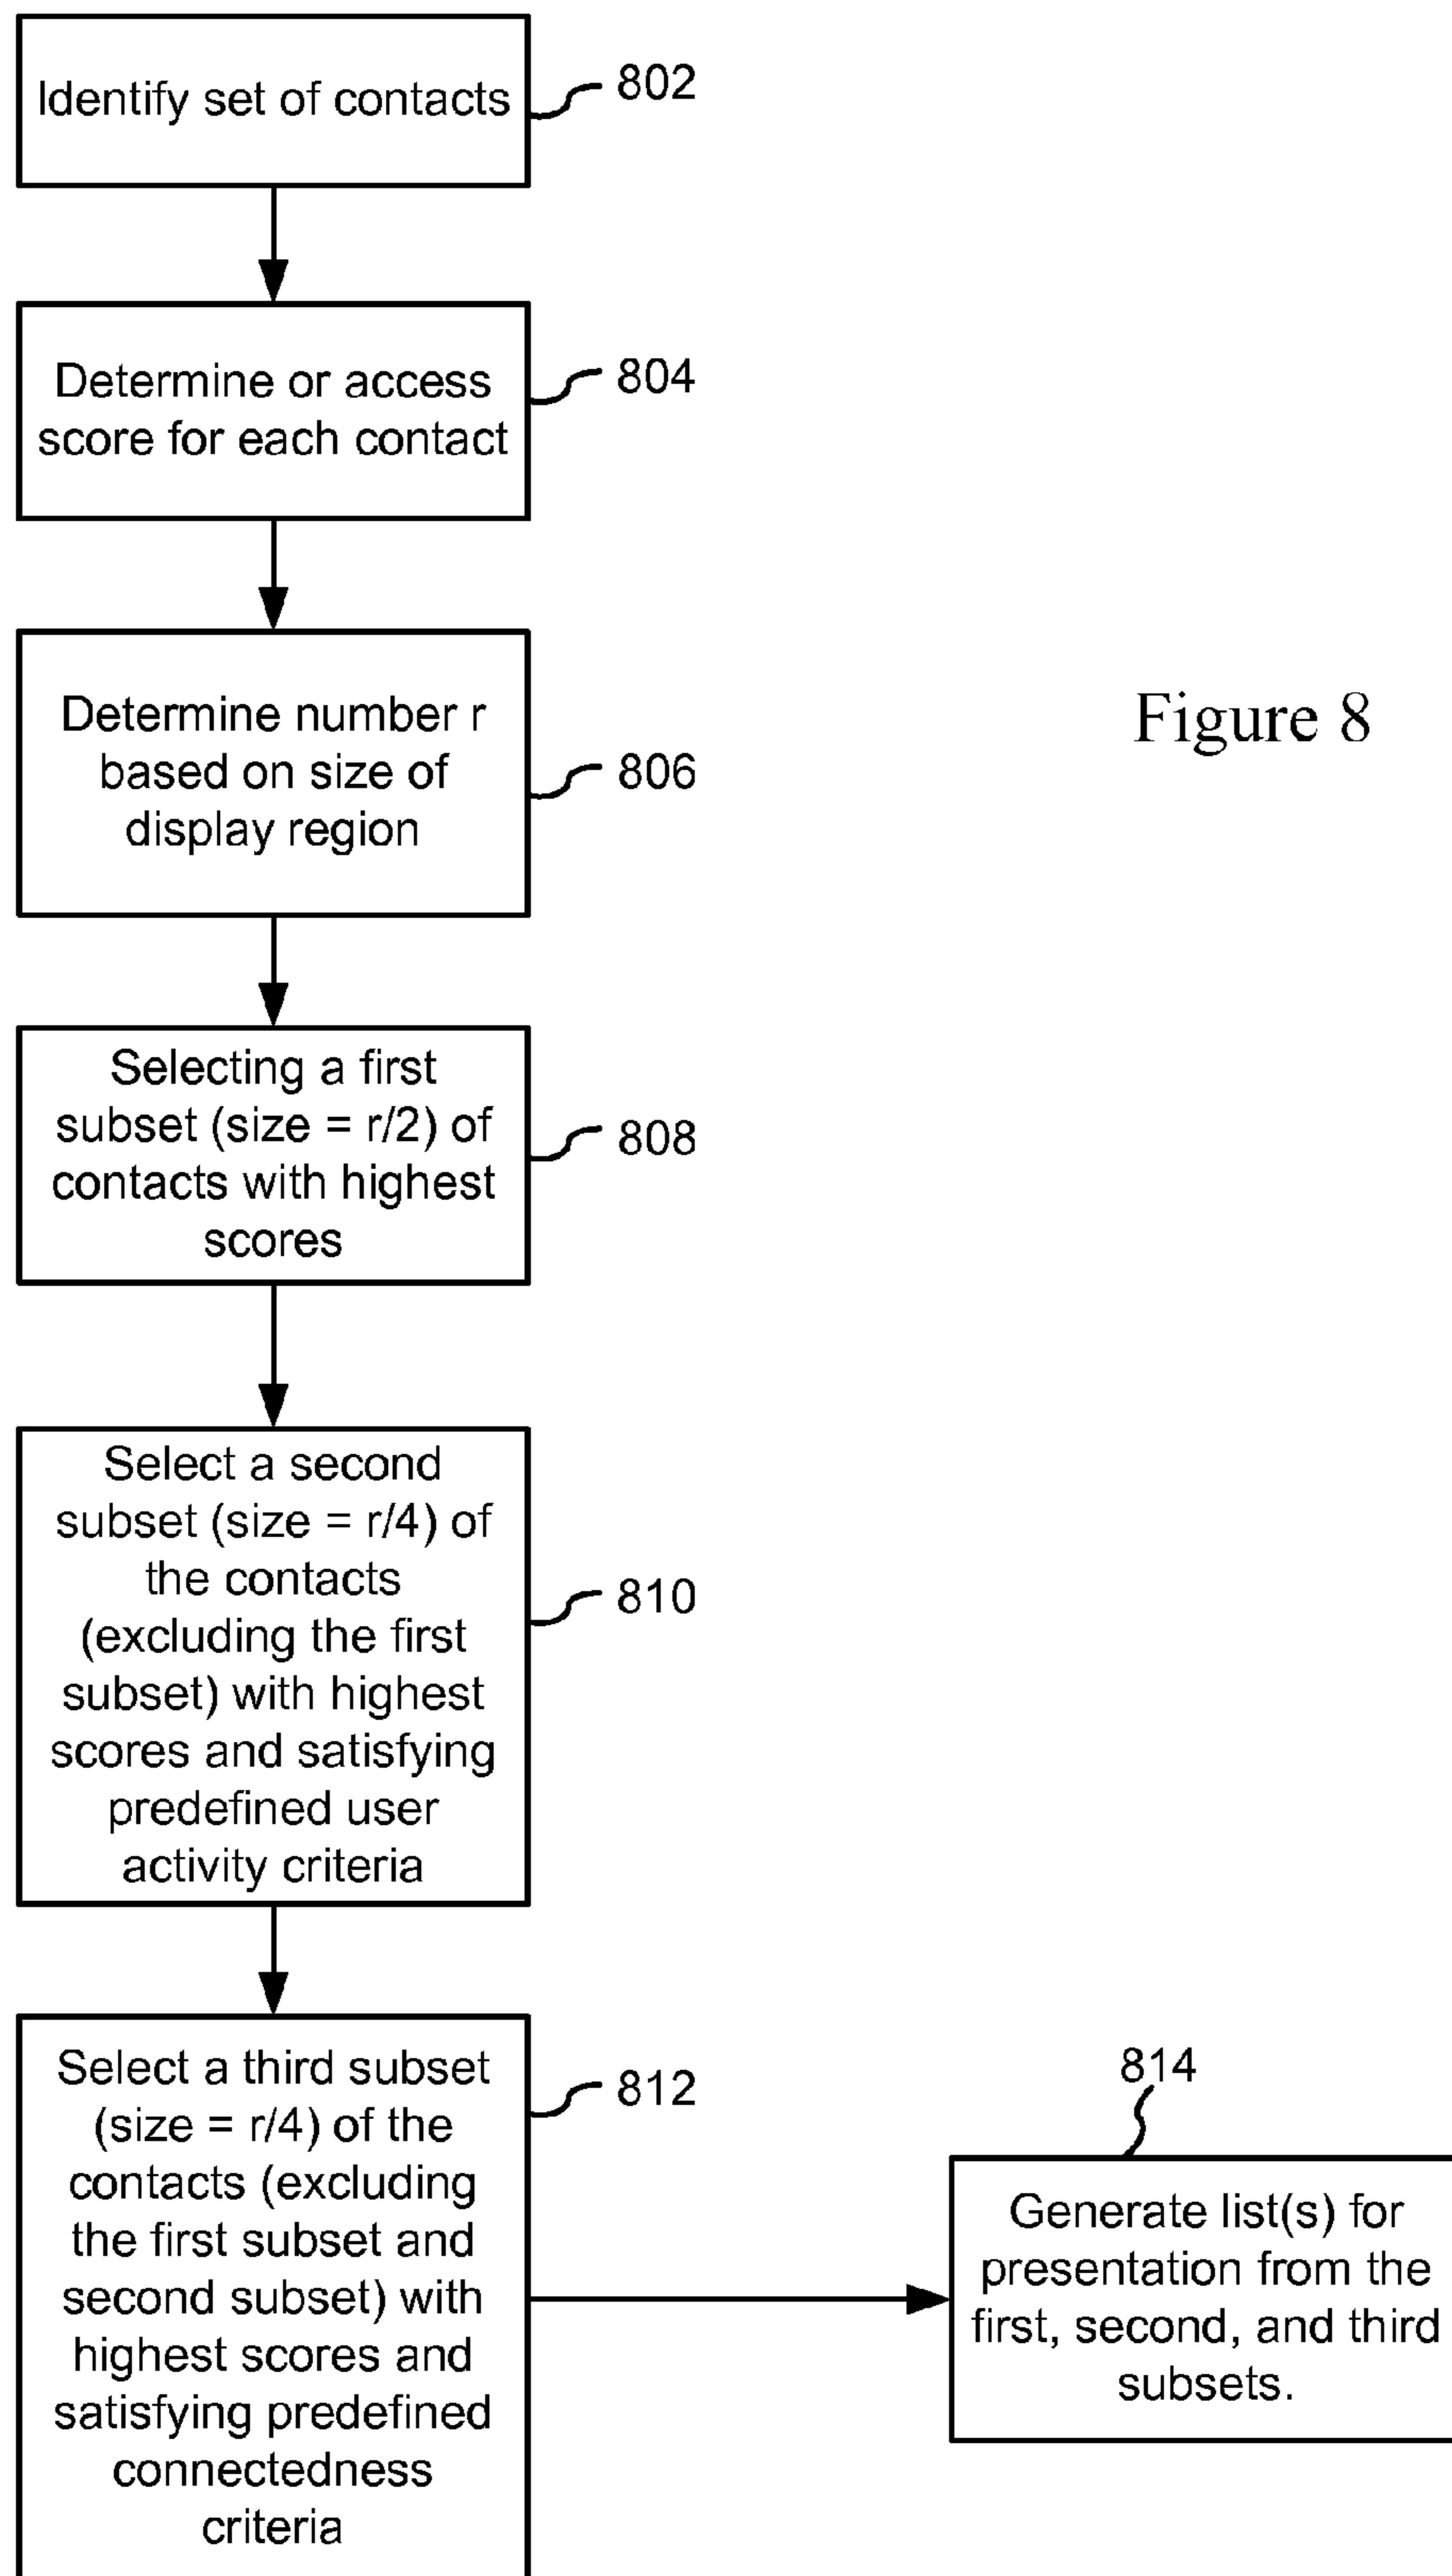 Identify set of contacts
802
Determine or access
score for each contact
804
Determine number r
based on size of
display region
806
Figure 8
Selecting a first
subset (size = r/2) of
contacts with highest
scores
808
Select a second
subset (size = r/4) of
the contacts
(excluding the first
subset) with highest
scores and satisfying
predefined user
activity criteria
810
Select a third subset
(size = r/4) of the
contacts (excluding
the first subset and
second subset) with
highest scores and
satisfying predefined
connectedness
criteria
812
814
Generate list(s) for
presentation from the
first, second, and third
subsets.